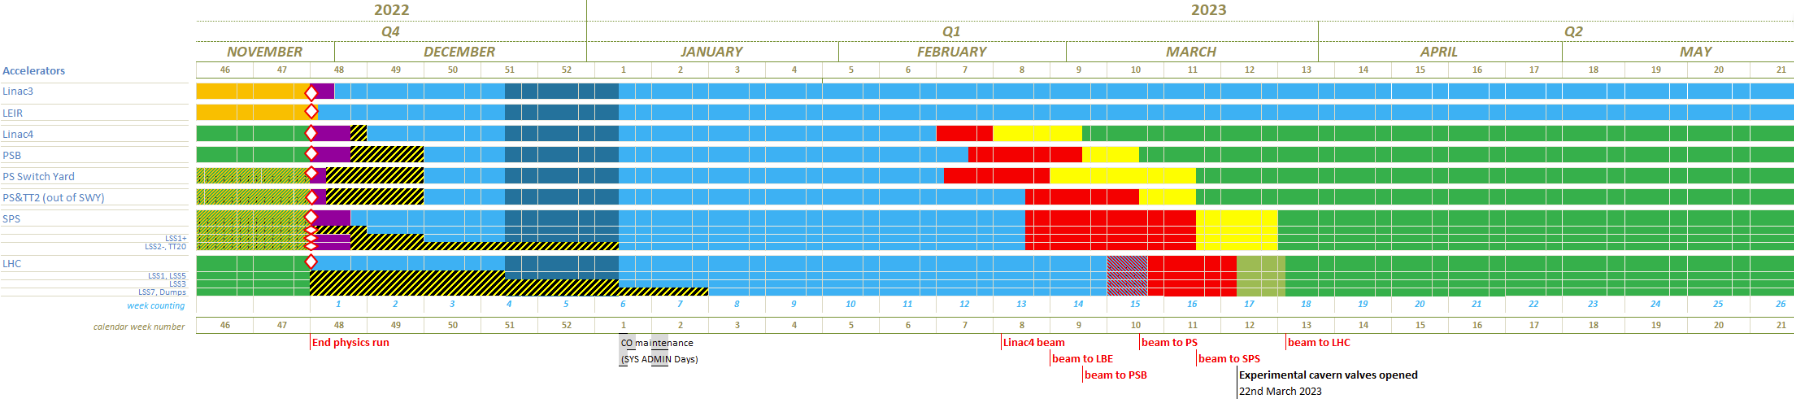 2022 2023
Q4 Q1 Q2
NOVEMBER DECEMBER JANUARY FEBRUARY MARCH APRIL MAY
Accelerators 46 47 48 49 50 51 52 1 2 3 4 5 6 7 8 9 10 11 12 13 14 15 16 17 18 19 20 21
Linac3
LEIR
Linac4
PSB
PS Switch Yard
PS&TT2 (out of SWY)
SPS
LSS1+
LSS2-, TT20
LHC
LSS1, LSS5
LSS3
LSS7, Dumps
week counting 1 2 3 4 5 6 7 8 9 10 11 12 13 14 15 16 17 18 19 20 21 22 23 24 25 26
calendar week number 46 47 48 49 50 51 52 1 2 3 4 5 6 7 8 9 10 11 12 13 14 15 16 17 18 19 20 21
End physics run CO maintenance Linac4 beam beam to PS beam to LHC
(SYS ADMIN Days) beam to LBE beam to SPS
beam to PSB Experimental cavern valves opened
22nd March 2023